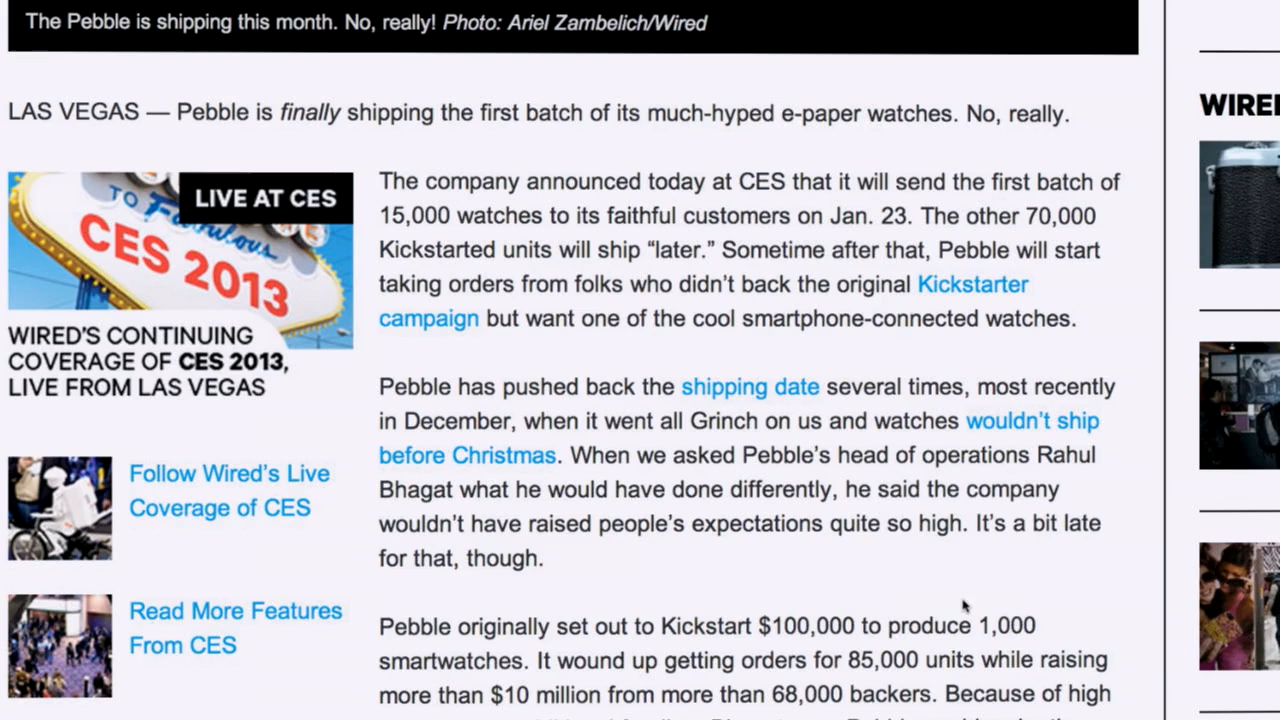 The Pebble is shipping this month. No, really! Photo: Ariel Zambelich/Wired
LAS VEGAS — Pebble is finally shipping the first batch of its much-hyped e-paper watches. No, really.
LIVE AT CES
TO Fabulous
CES 2013
WIRED'S CONTINUING
COVERAGE OF CES 2013,
LIVE FROM LAS VEGAS
Follow Wired's Live
Coverage of CES
Read More Features
From CES
The company announced today at CES that it will send the first batch of
15,000 watches to its faithful customers on Jan. 23. The other 70,000
Kickstarted units will ship “later.” Sometime after that, Pebble will start
taking orders from folks who didn’t back the original Kickstarter
campaign but want one of the cool smartphone-connected watches.
Pebble has pushed back the shipping date several times, most recently
in December, when it went all Grinch on us and watches wouldn’t ship
before Christmas. When we asked Pebble’s head of operations Rahul
Bhagat what he would have done differently, he said the company
wouldn’t have raised people’s expectations quite so high. It’s a bit late
for that, though.
Pebble originally set out to Kickstart $100,000 to produce 1,000
smartwatches. It wound up getting orders for 85,000 units while raising
more than $10 million from more than 68,000 backers. Because of high
WIRE